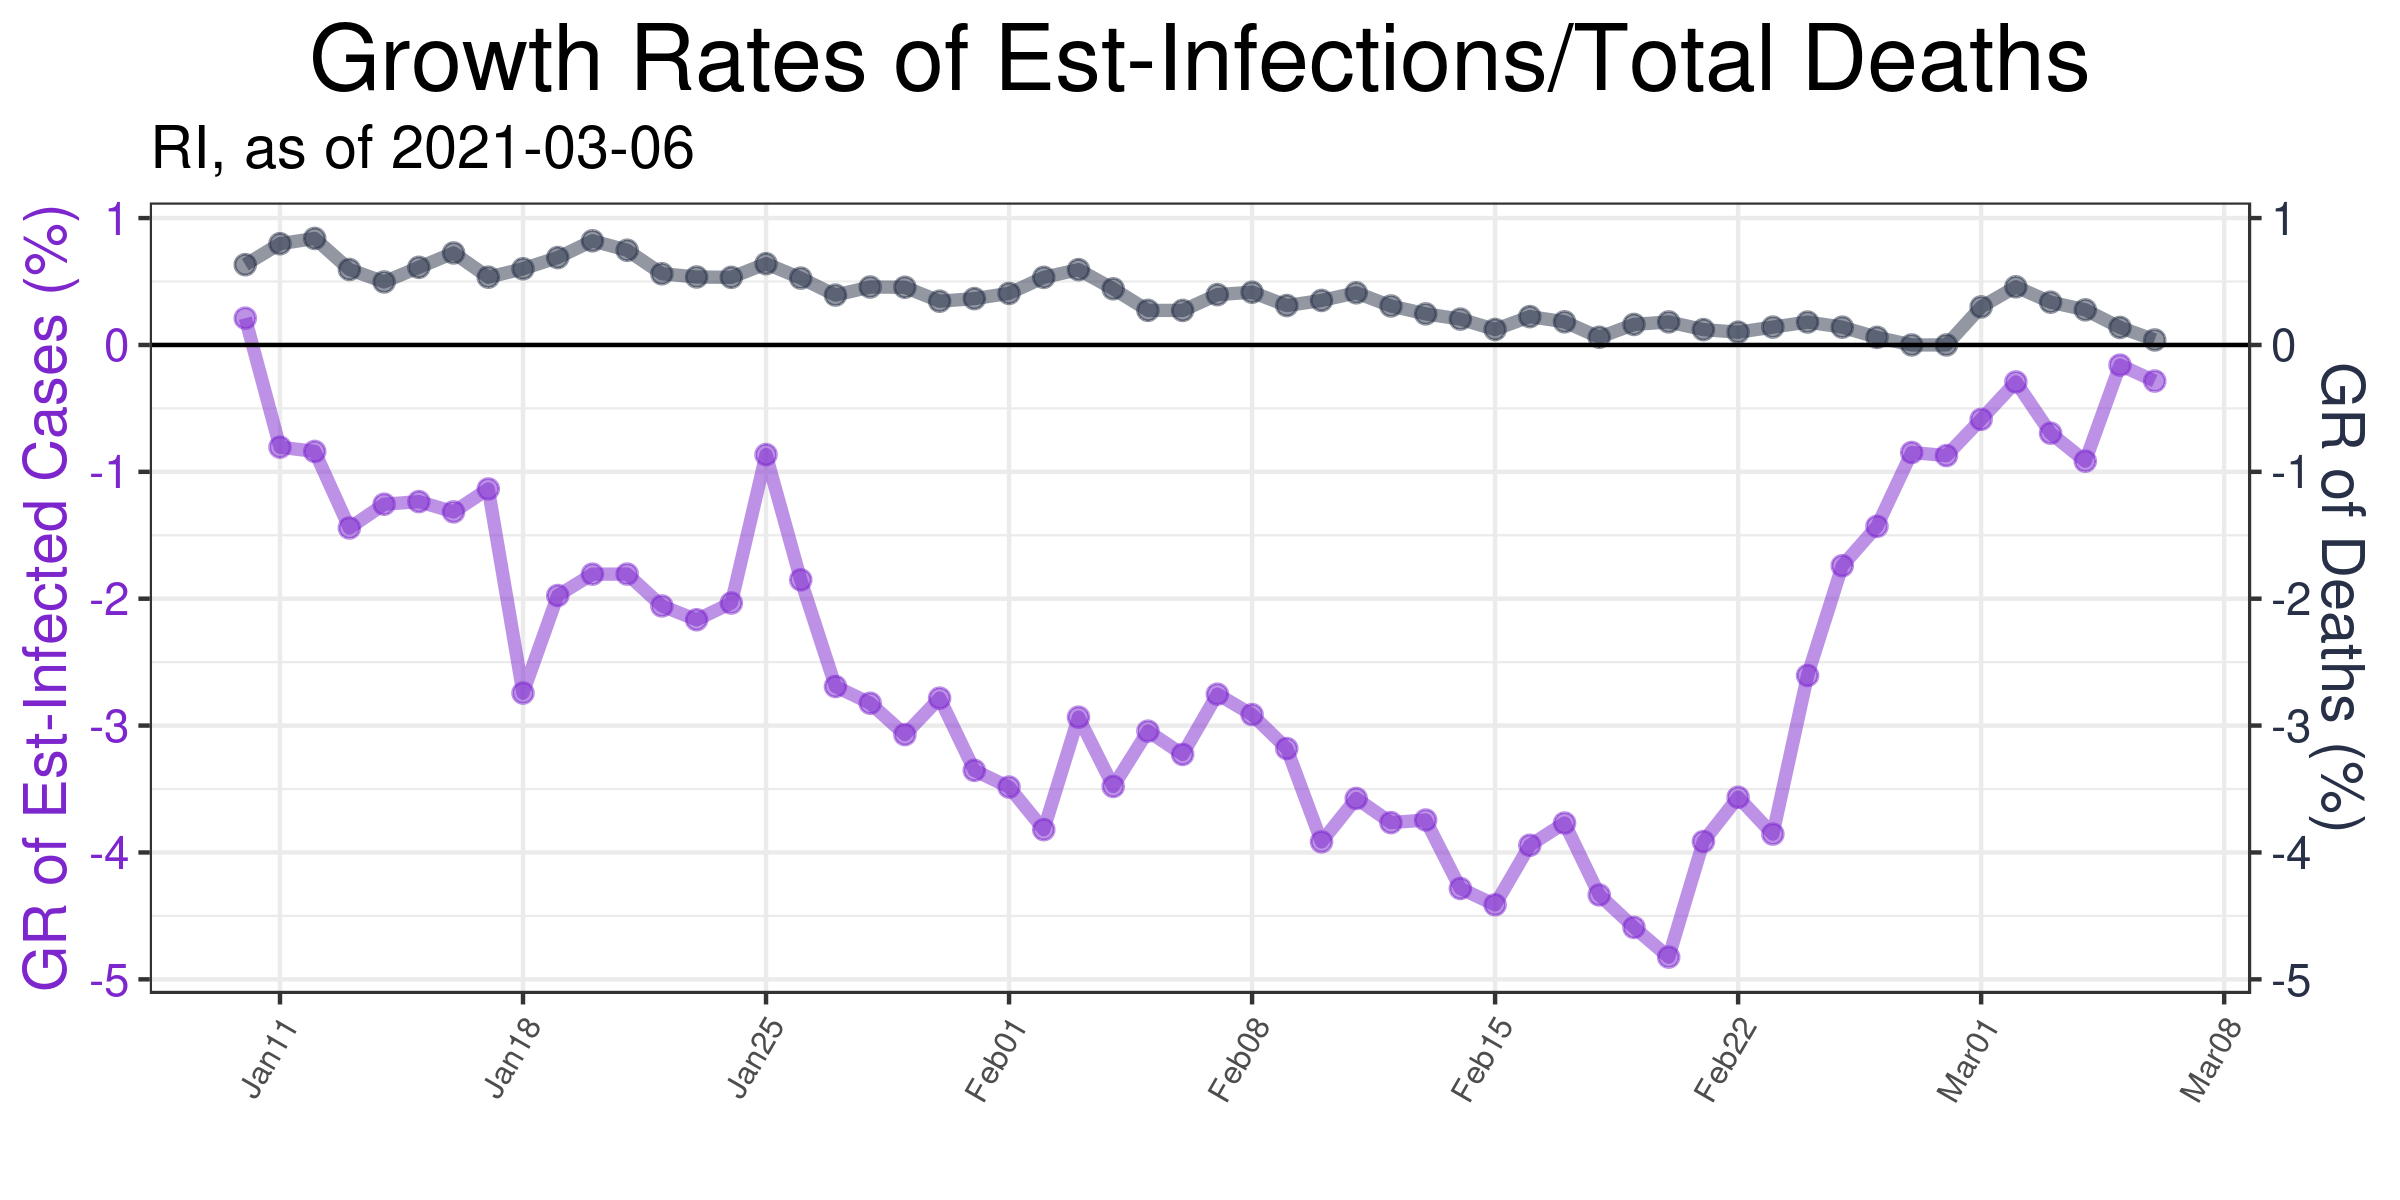 Growth Rates of Est-Infections/Total Deaths
RI, as of 2021-03-06
GR of Est-Infected Cases (%)
1
0
-1
-2
-3
-4
-5
1
0
-1
-2
-3
-4
-5
GR of Deaths (%)
Jan11
Jan18
Jan25
Feb01
Feb08
Feb15
Feb22
Mar01
Mar08